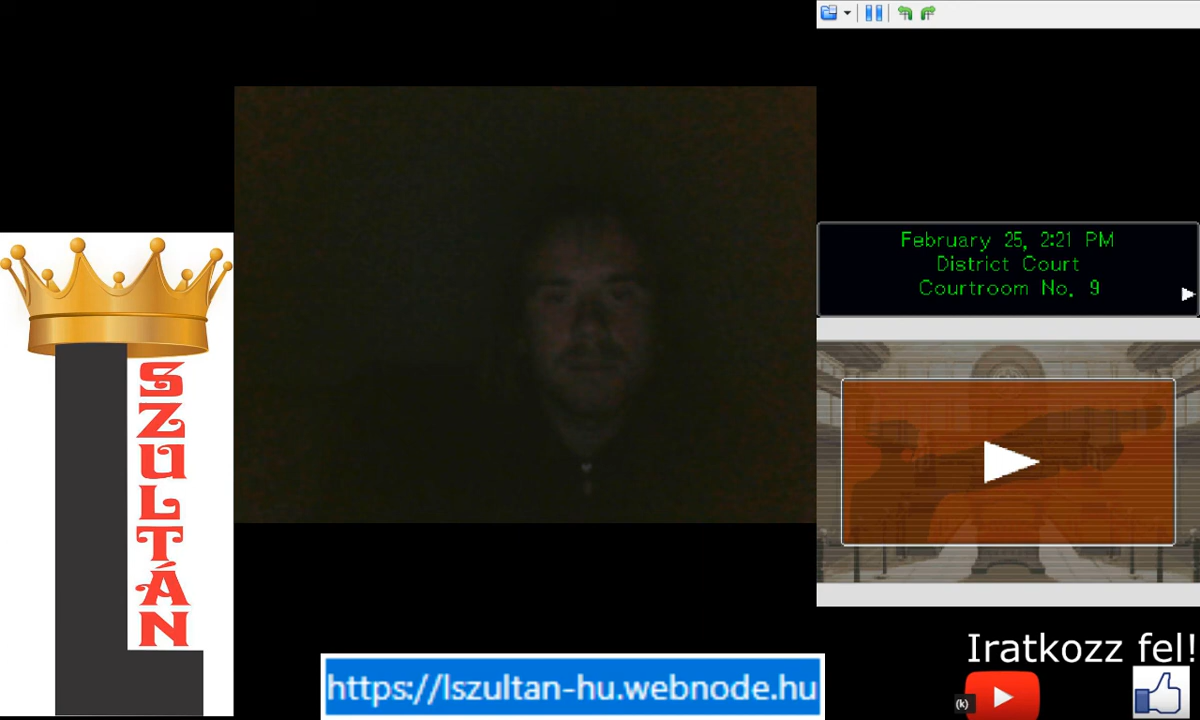 February 25, 2:21 PM
District Court
Courtroom No. 9
SZULTÁN
Iratkozz fel!
https://lszultan-hu.webnode.hu
(k)